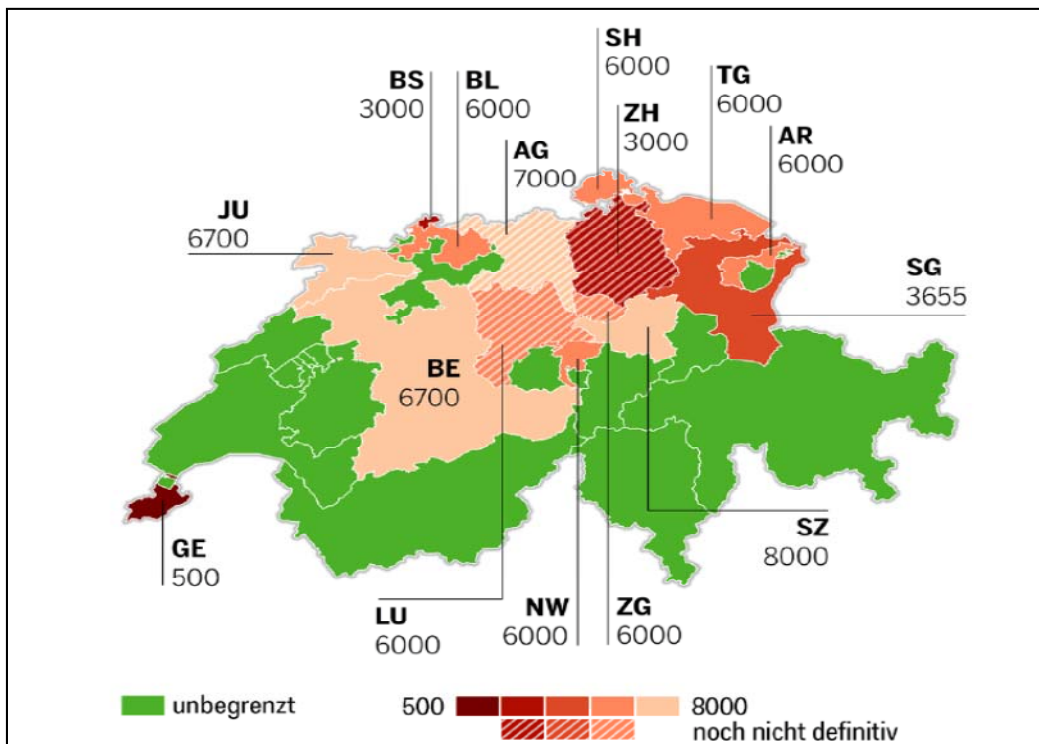 SH
6000
BS
3000
BL
6000
TG
6000
ZH
3000
AG
7000
AR
6000
JU
6700
SG
3655
BE
6700
GE
500
SZ
8000
LU
6000
NW
6000
ZG
6000
unbegrenzt
500
8000
noch nicht definitiv